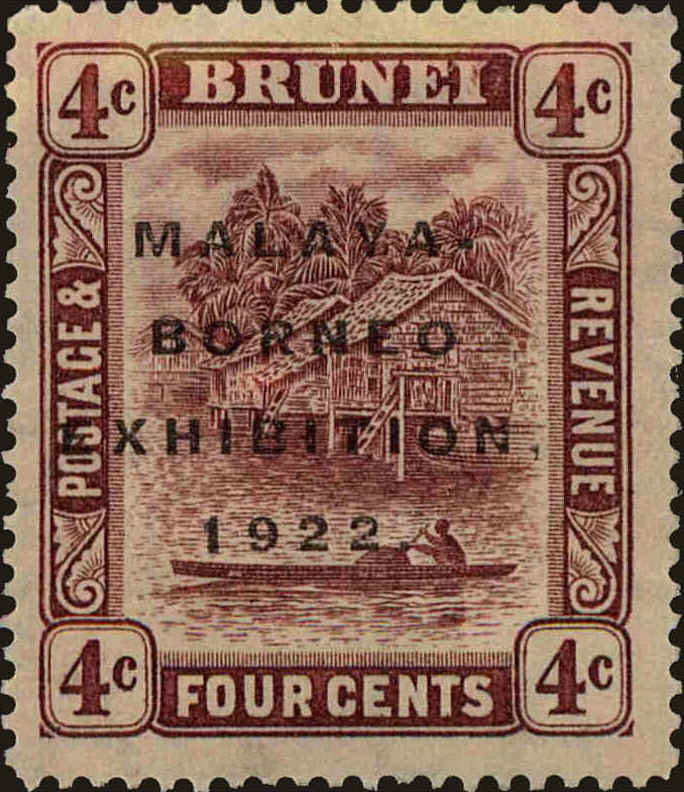 4c BRUNEI 4c
POSTAGE &
REVENUE
MALAYA-
BORNEO
EXHIBITION.
1922.
4c FOUR CENTS 4c